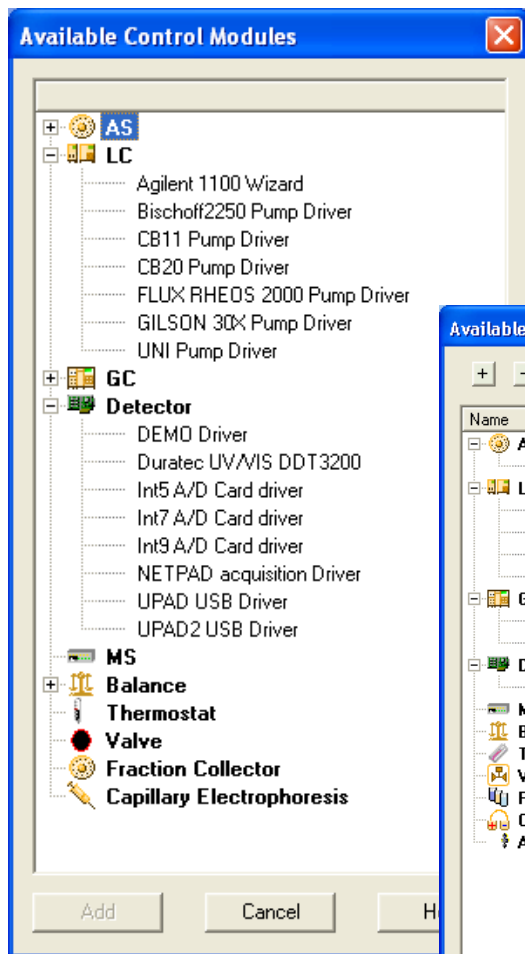 Available Control Modules
AS
LC
Agilent 1100 Wizard
Bischoff2250 Pump Driver
CB11 Pump Driver
CB20 Pump Driver
FLUX RHEOS 2000 Pump Driver
GILSON 30X Pump Driver
UNI Pump Driver
GC
Detector
DEMO Driver
Duratec UV/VIS DDT3200
Int5 A/D Card driver
Int7 A/D Card driver
Int9 A/D Card driver
NETPAD acquisition Driver
UPAD USB Driver
UPAD2 USB Driver
MS
Balance
Thermostat
Valve
Fraction Collector
Capillary Electrophoresis
Add
Cancel
Available
Name